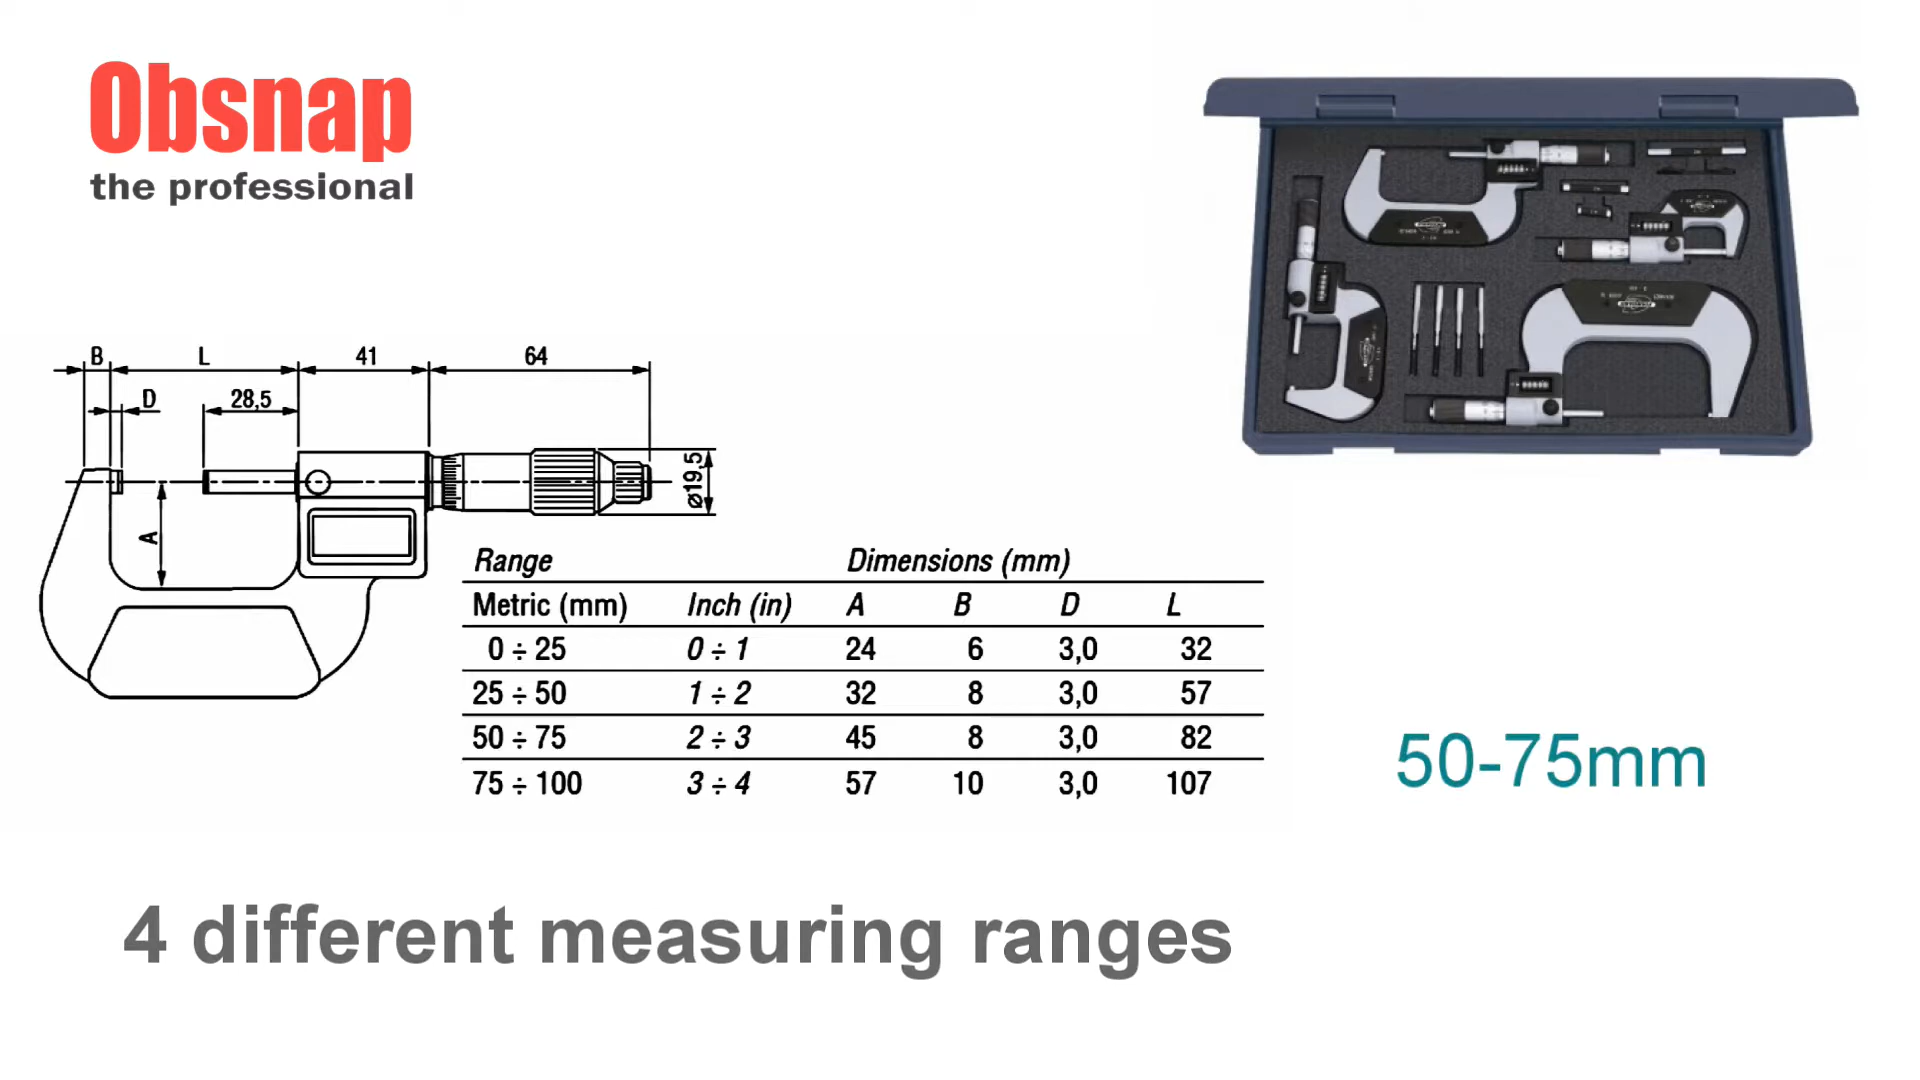 Obsnap
the professional
B L 41 64
D 28,5
⌀19,5
A
Range Dimensions (mm)
Metric (mm) Inch (in) A B D L
0 ÷ 25 0 ÷ 1 24 6 3,0 32
25 ÷ 50 1 ÷ 2 32 8 3,0 57
50 ÷ 75 2 ÷ 3 45 8 3,0 82
75 ÷ 100 3 ÷ 4 57 10 3,0 107
50-75mm
4 different measuring ranges